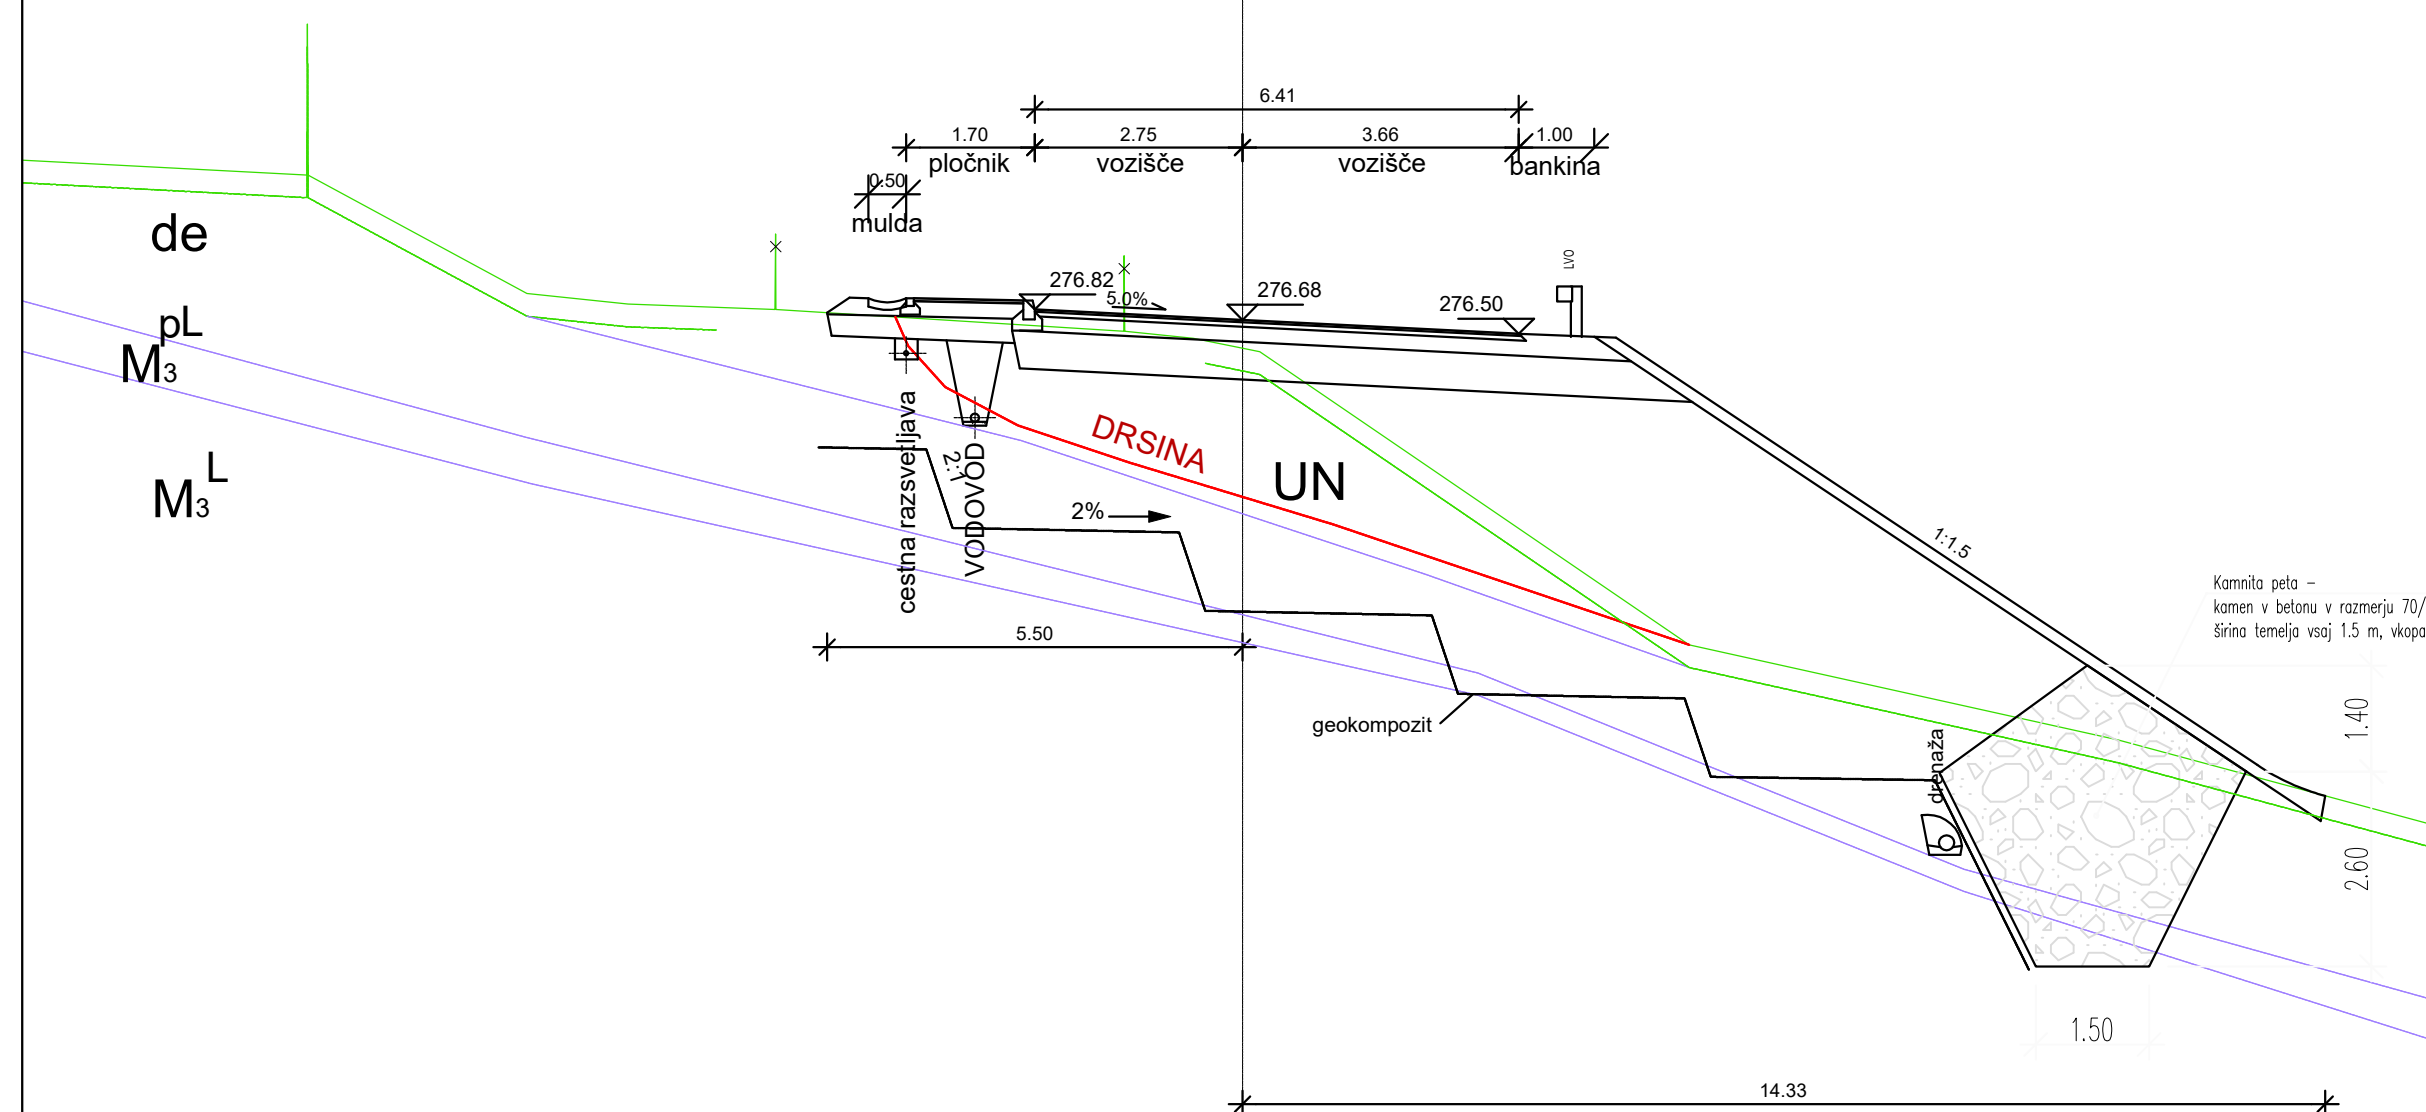 6.41
1.70 2.75 3.66 1.00
pločnik vozišče vozišče bankina
0.50
mulda
de
LVO
276.82 276.68 276.50
5.0%
pL
M3
DRSINA
UN
L
M3
2:1
2%
cestna razsvetljava
VODOVOD
1:1.5
Kamnita peta –
kamen v betonu v razmerju 70/
širina temelja vsaj 1.5 m, vkopa
5.50
geokompozit
1.40
drenaža
2.60
1.50
14.33